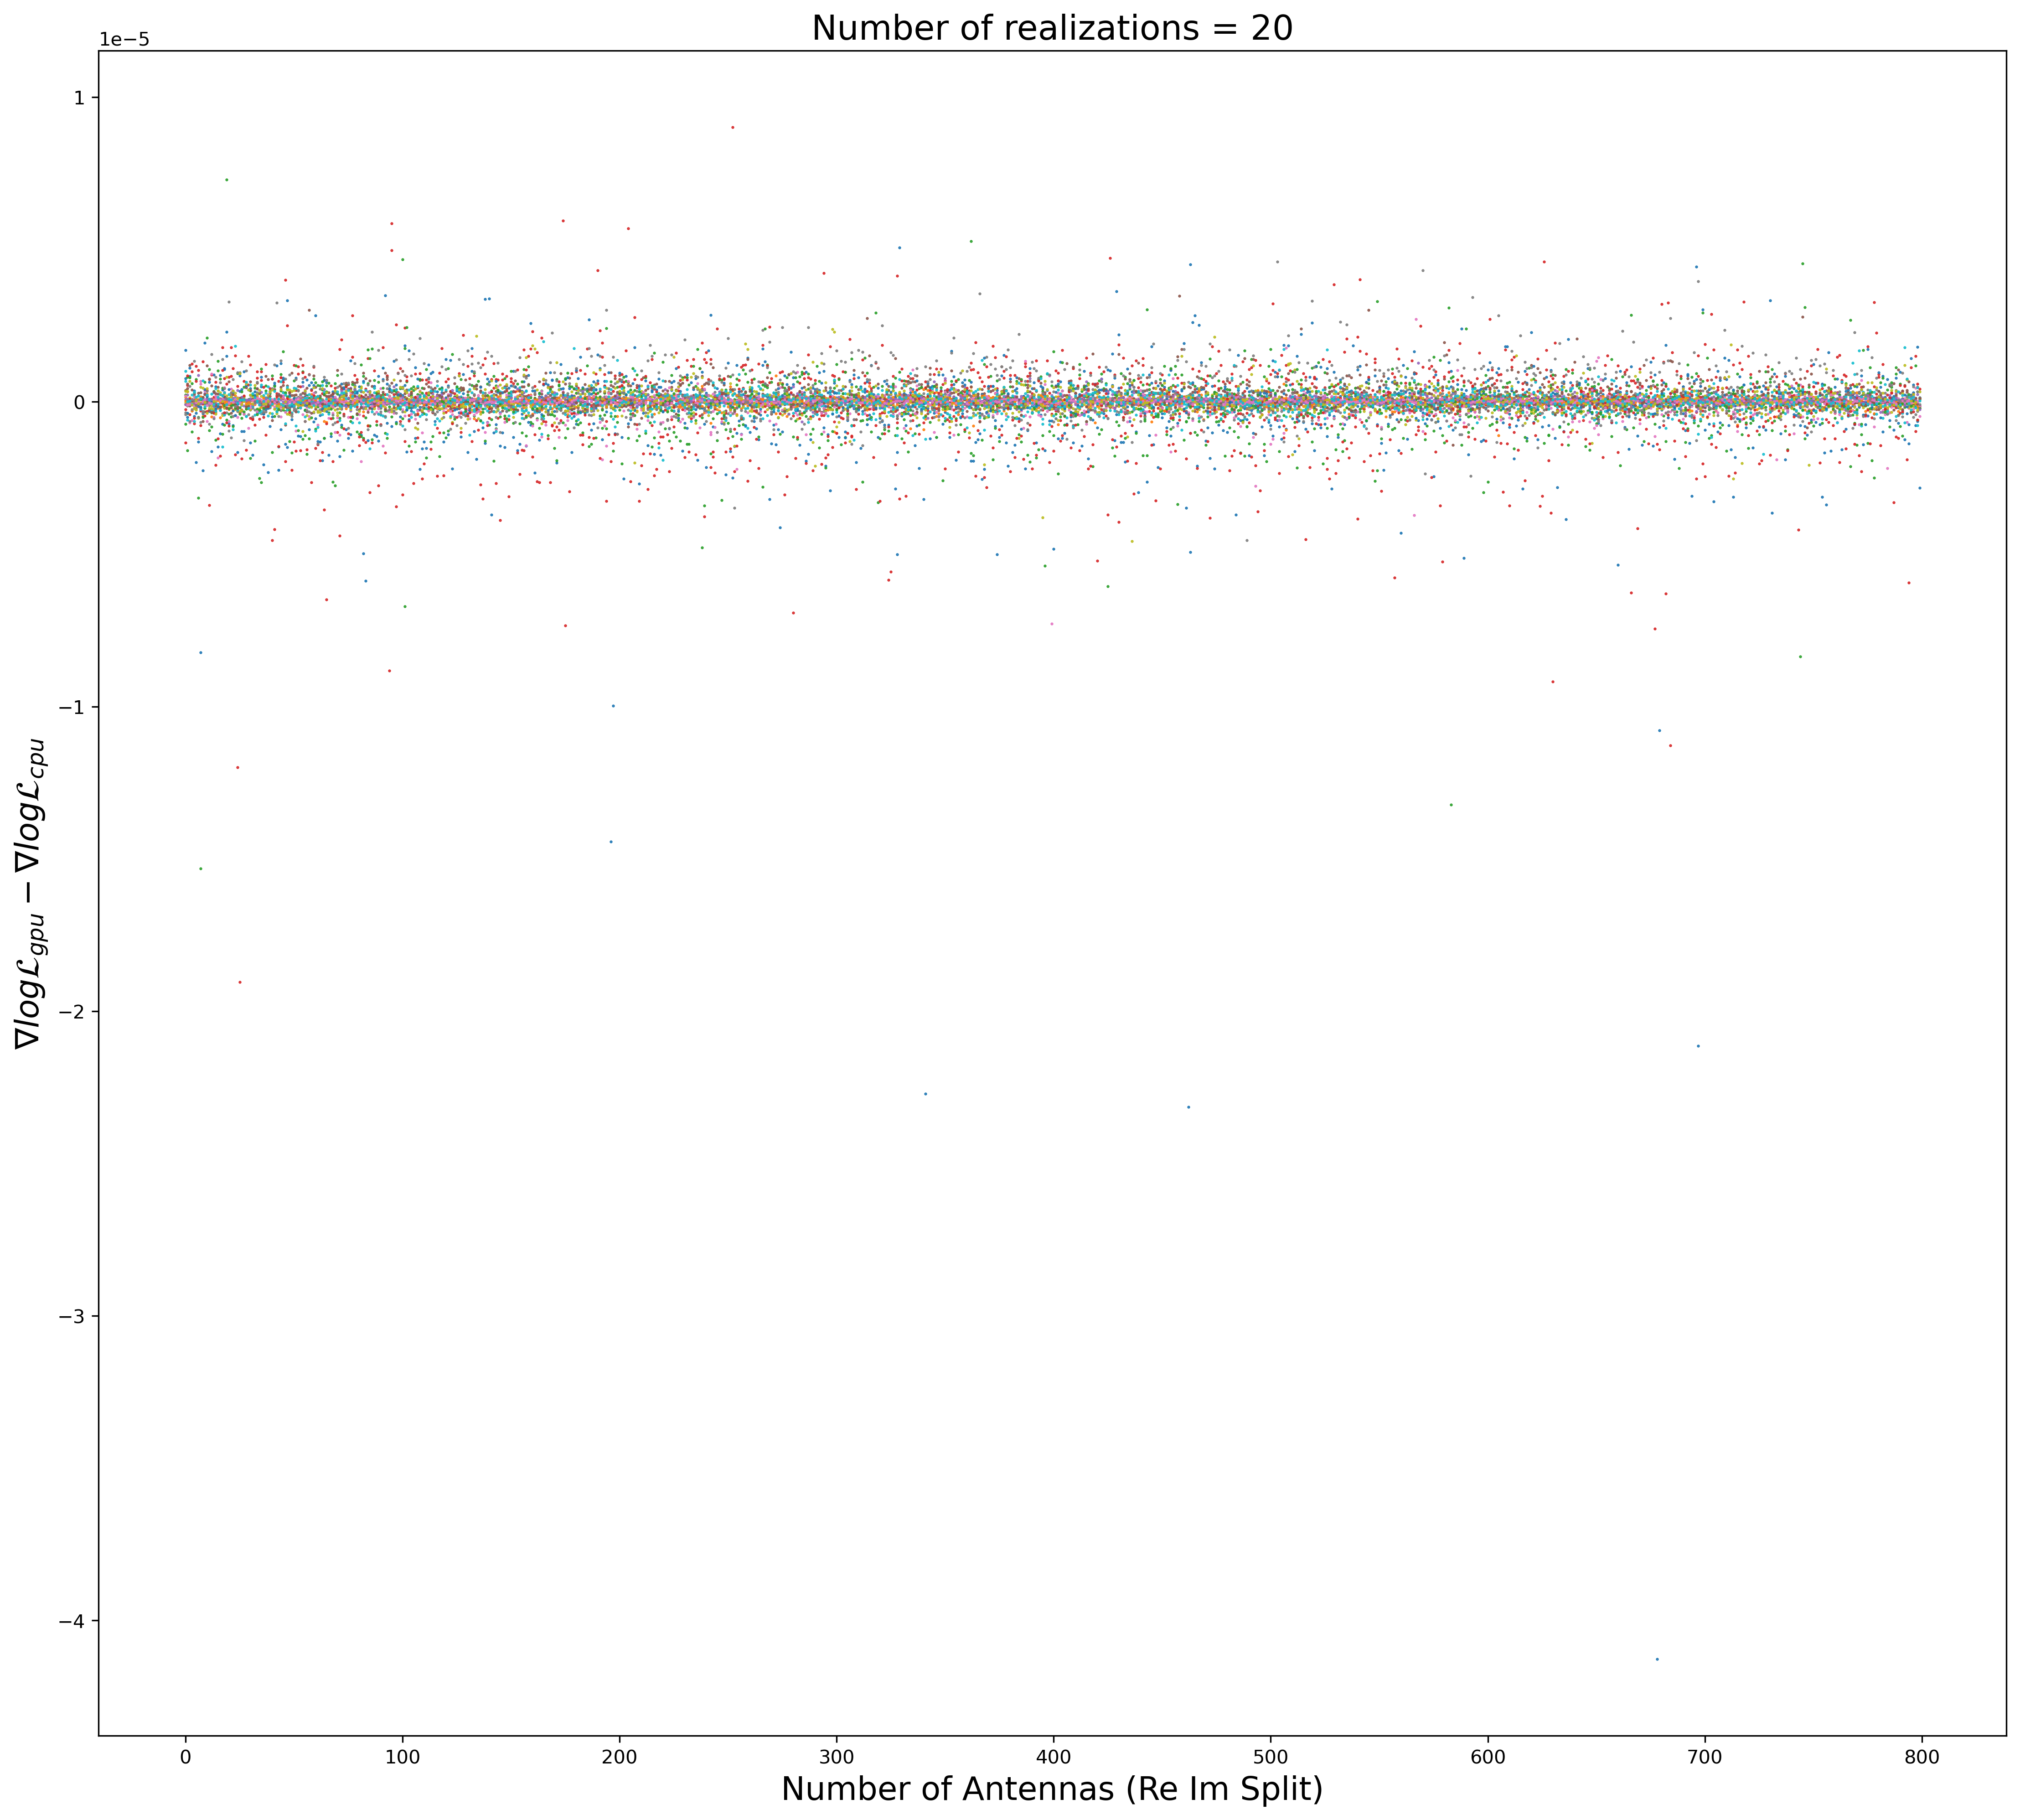 Number of realizations = 20
1e−5
1
0
−1
−2
−3
−4
∇logℒ_gpu − ∇logℒ_cpu
0 100 200 300 400 500 600 700 800
Number of Antennas (Re Im Split)